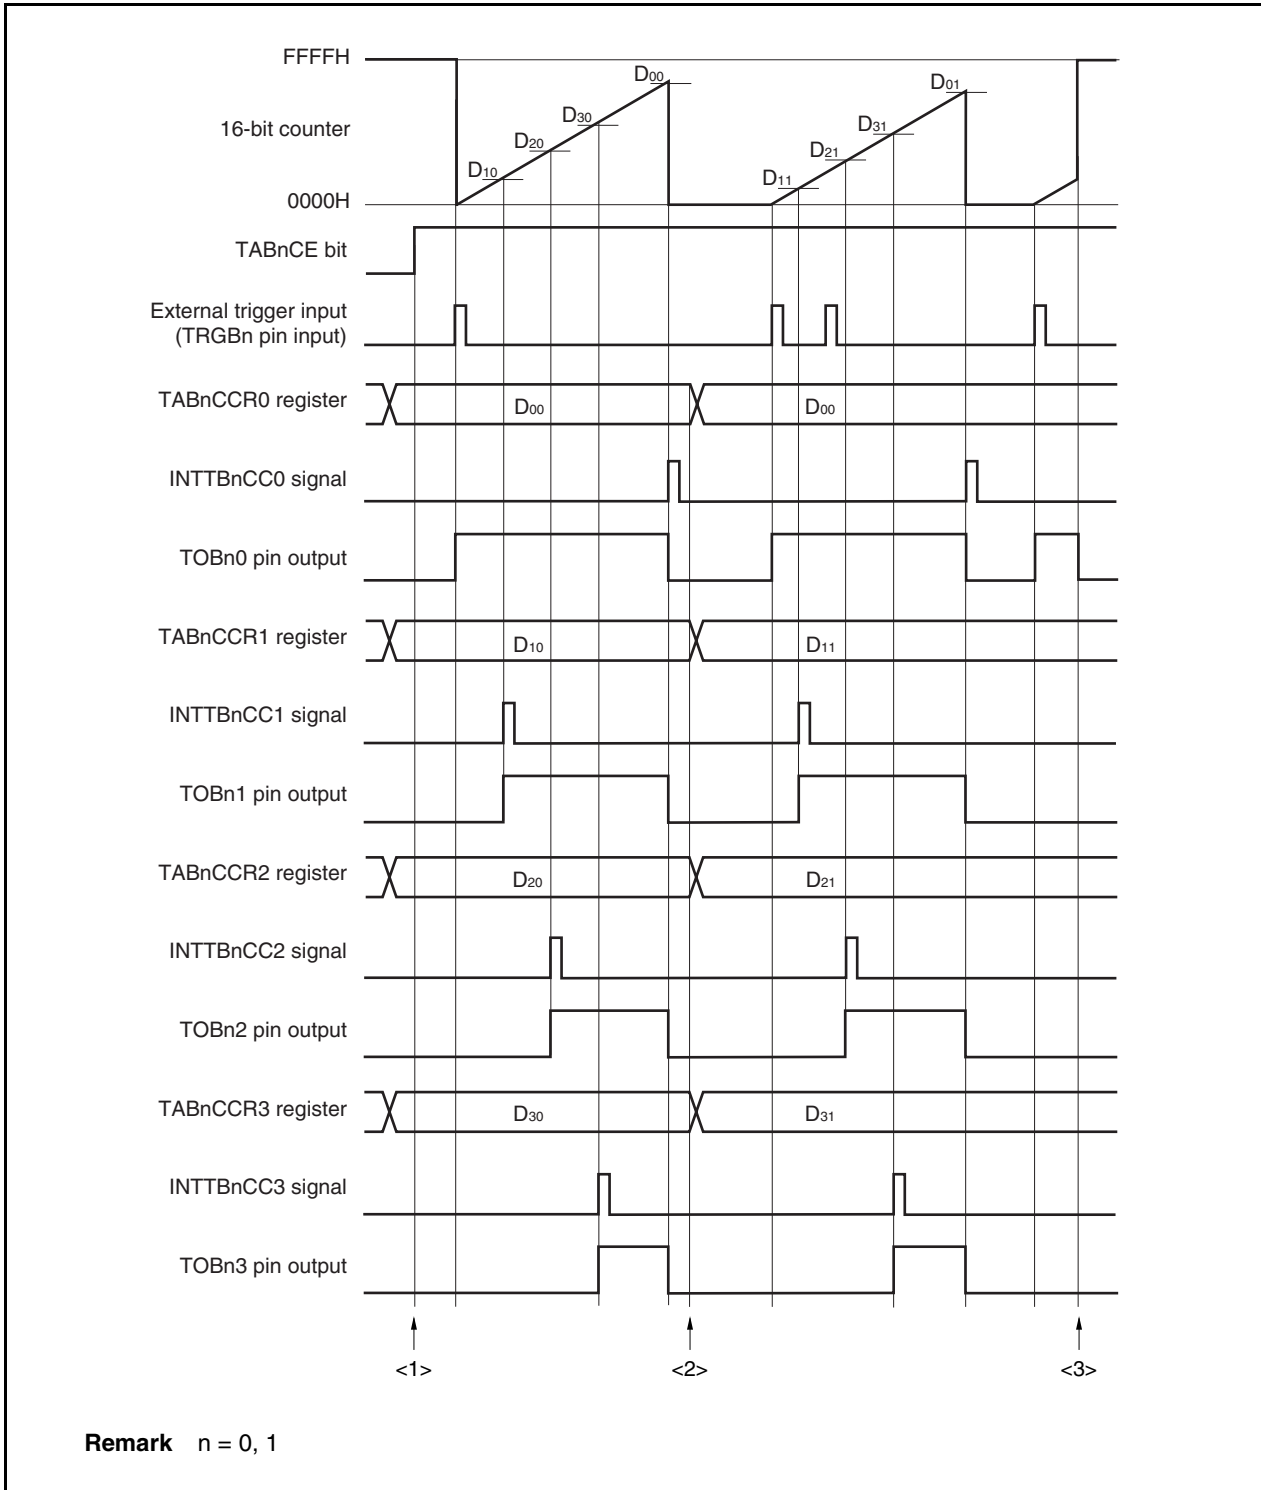 FFFFH
D00
D01
D30
D31
16-bit counter
D20
D21
D10
D11
0000H
TABnCE bit
External trigger input
(TRGBn pin input)
TABnCCR0 register
D00
D00
INTTBnCC0 signal
TOBn0 pin output
TABnCCR1 register
D10
D11
INTTBnCC1 signal
TOBn1 pin output
TABnCCR2 register
D20
D21
INTTBnCC2 signal
TOBn2 pin output
TABnCCR3 register
D30
D31
INTTBnCC3 signal
TOBn3 pin output
<1>
<2>
<3>
Remark n = 0, 1